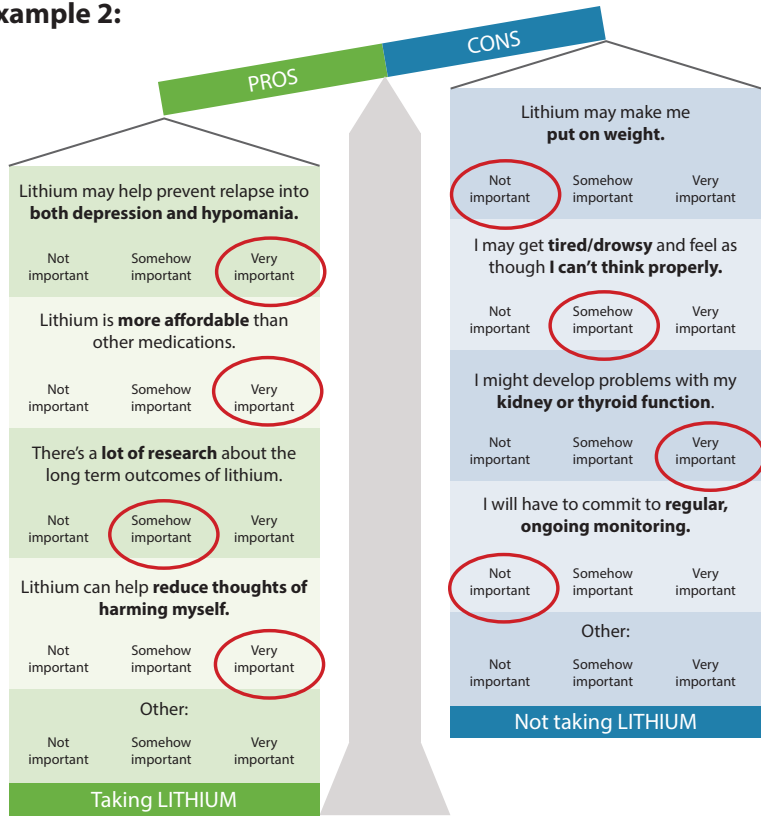 xample 2:
PROS
CONS
Lithium may help prevent relapse into
both depression and hypomania.
Not Somehow Very
important important important
Lithium is more affordable than
other medications.
Not Somehow Very
important important important
There's a lot of research about the
long term outcomes of lithium.
Not Somehow Very
important important important
Lithium can help reduce thoughts of
harming myself.
Not Somehow Very
important important important
Other:
Not Somehow Very
important important important
Taking LITHIUM
Lithium may make me
put on weight.
Not Somehow Very
important important important
I may get tired/drowsy and feel as
though I can't think properly.
Not Somehow Very
important important important
I might develop problems with my
kidney or thyroid function.
Not Somehow Very
important important important
I will have to commit to regular,
ongoing monitoring.
Not Somehow Very
important important important
Other:
Not Somehow Very
important important important
Not taking LITHIUM